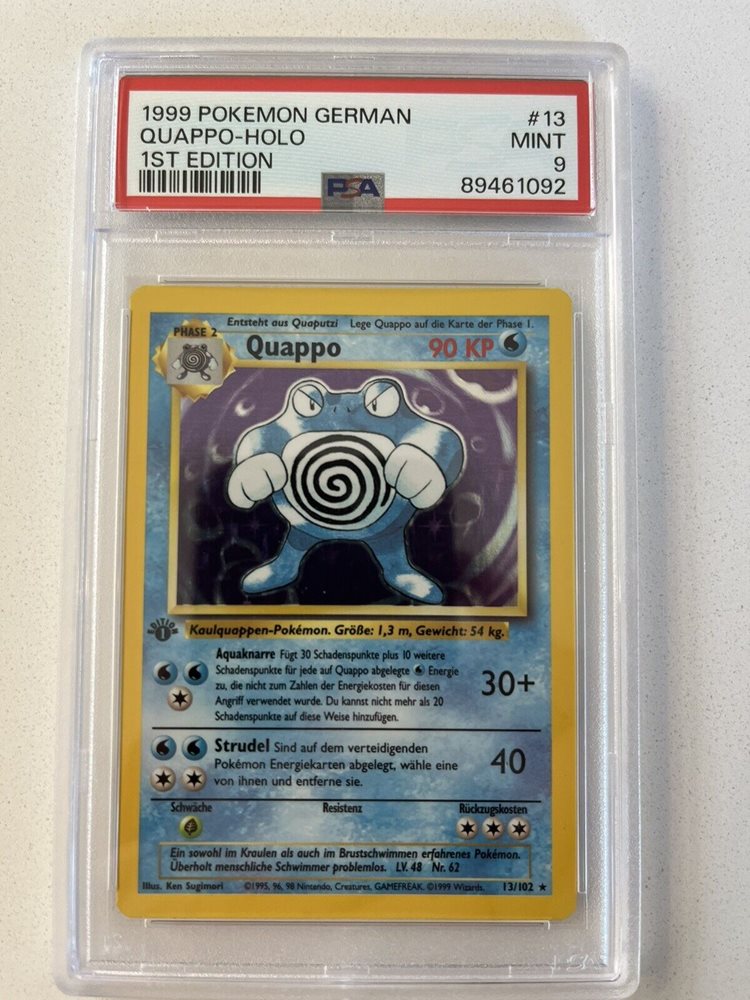 1999 POKEMON GERMAN #13
QUAPPO-HOLO MINT
1ST EDITION 9
PSA 89461092
Entsteht aus Quaputzi Lege Quappo auf die Karte der Phase 1.
PHASE 2
Quappo 90 KP
EDITION 1
Kaulquappen-Pokémon. Größe: 1,3 m, Gewicht: 54 kg.
Aquaknarre Fügt 30 Schadenspunkte plus 10 weitere
Schadenspunkte für jede auf Quappo abgelegte Energie
zu, die nicht zum Zahlen der Energiekosten für diesen
Angriff verwendet wurde. Du kannst nicht mehr als 20
Schadenspunkte auf diese Weise hinzufügen.
30+
Strudel Sind auf dem verteidigenden
Pokémon Energiekarten abgelegt, wähle eine
von ihnen und entferne sie.
40
Schwäche Resistenz Rückzugskosten
Ein sowohl im Kraulen als auch im Brustschwimmen erfahrenes Pokémon.
Überholt menschliche Schwimmer problemlos. LV. 48 Nr. 62
Illus. Ken Sugimori ©1995, 96, 98 Nintendo, Creatures, GAMEFREAK. ©1999 Wizards. 13/102 ★
PSA